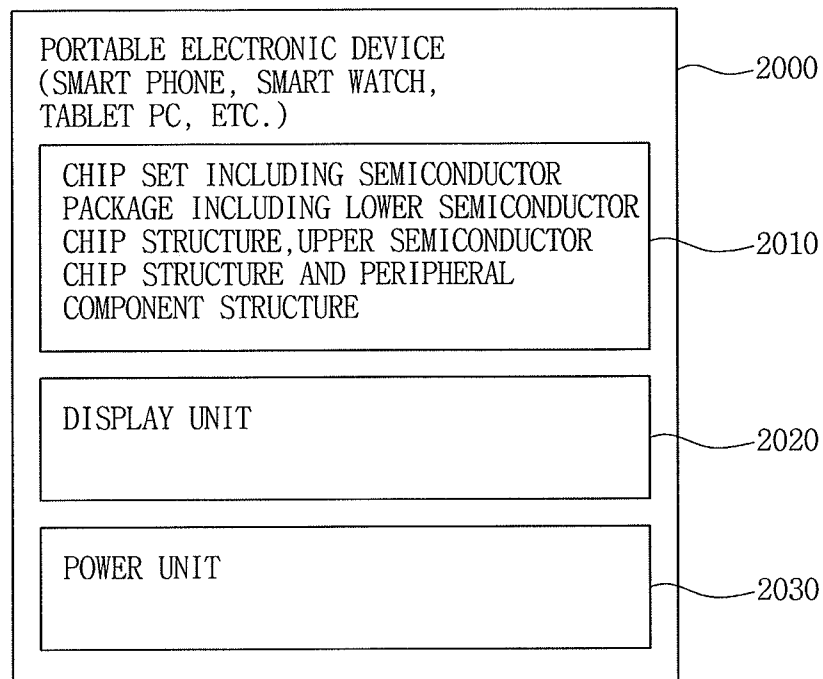 PORTABLE ELECTRONIC DEVICE
(SMART PHONE, SMART WATCH,
TABLET PC, ETC.)
2000
CHIP SET INCLUDING SEMICONDUCTOR
PACKAGE INCLUDING LOWER SEMICONDUCTOR
CHIP STRUCTURE,UPPER SEMICONDUCTOR
CHIP STRUCTURE AND PERIPHERAL
COMPONENT STRUCTURE
2010
DISPLAY UNIT
2020
POWER UNIT
2030